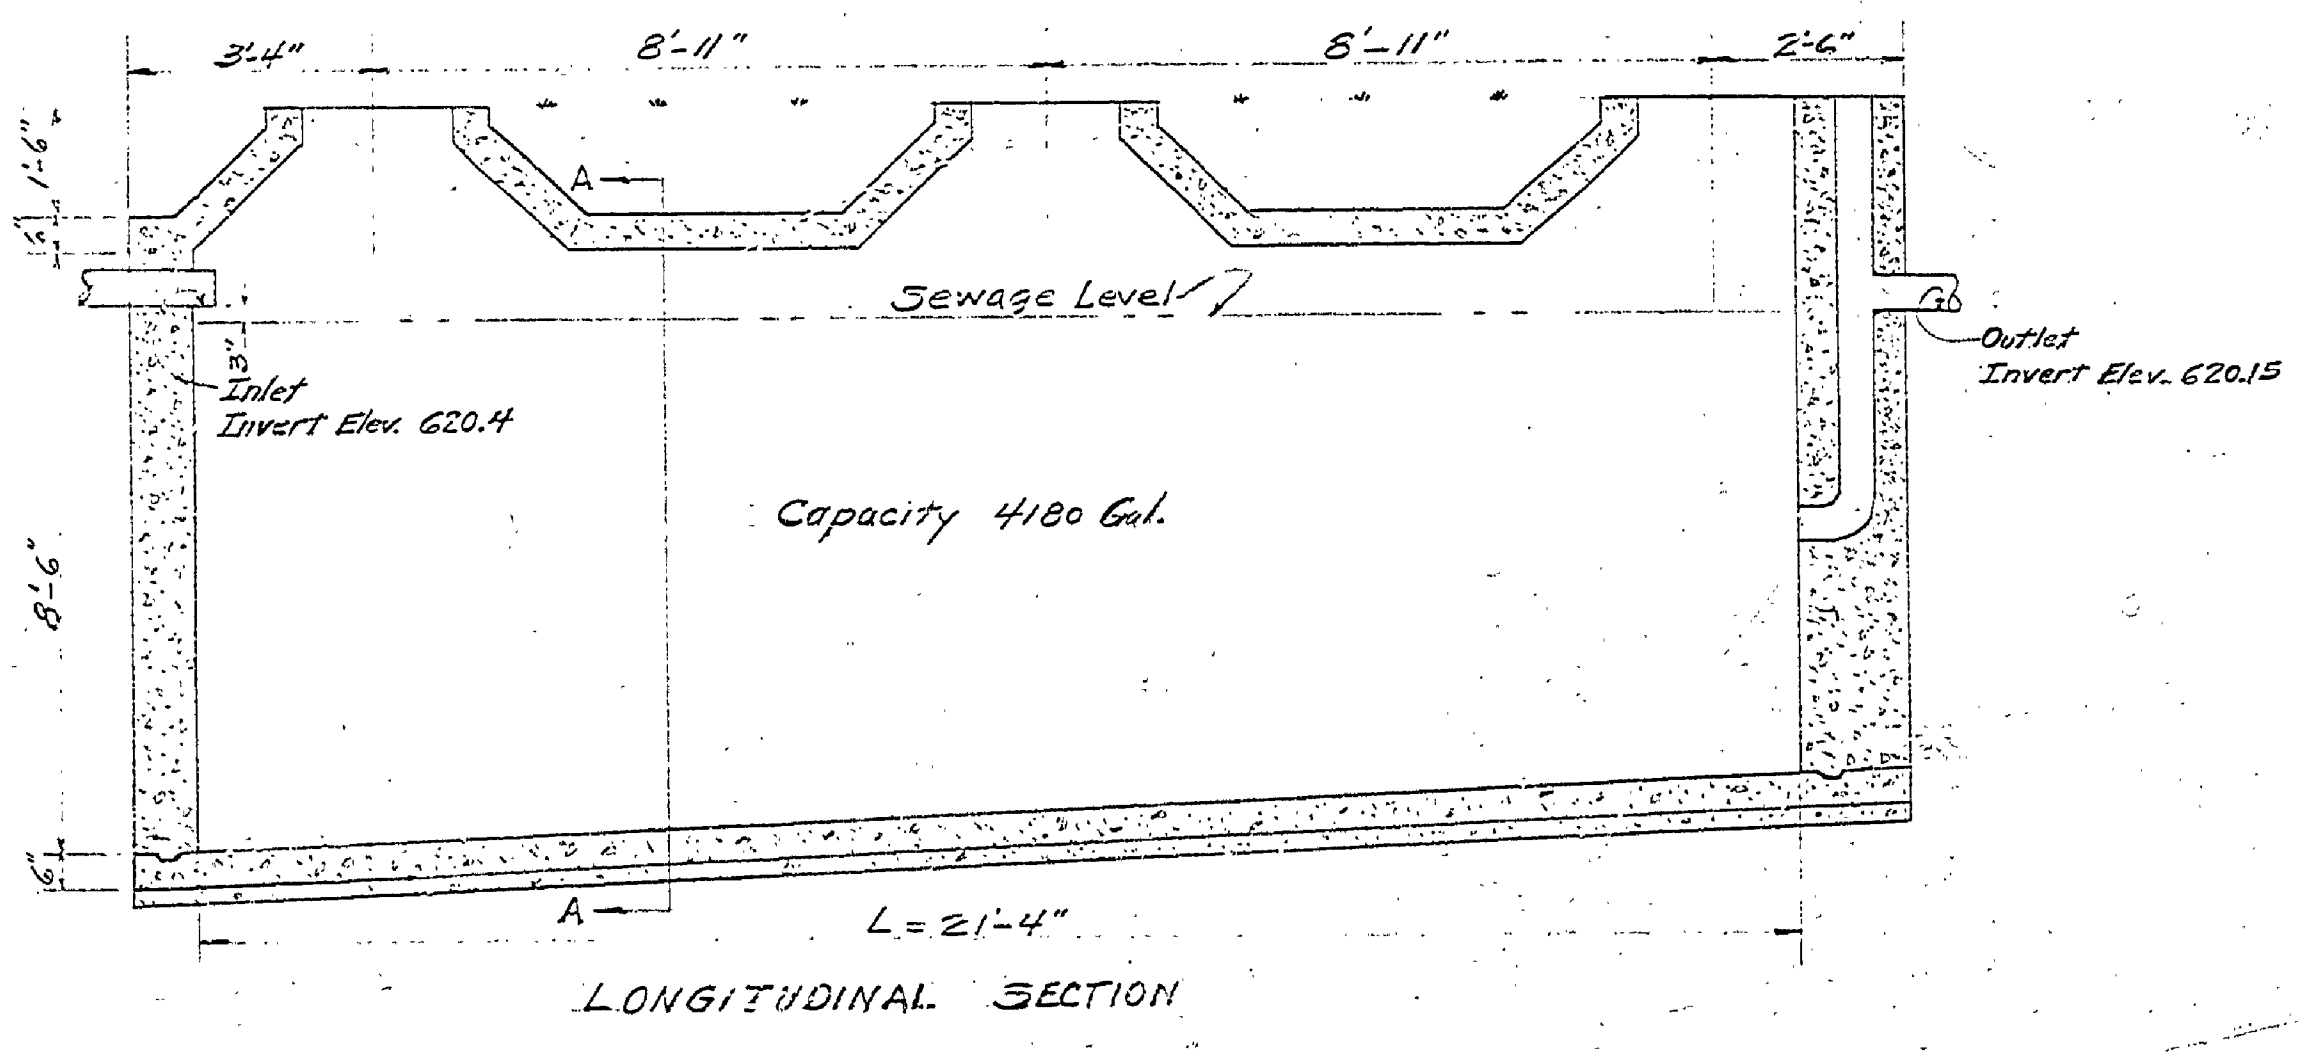 3'-4" 8'-11" 8'-11" 2'-6"
1'-6"
6"
A
Sewage Level
3"
Inlet
Invert Elev. 620.4
Outlet
Invert Elev. 620.15
Capacity 4180 Gal.
8'-6"
6"
A
L = 21'-4"
LONGITUDINAL SECTION